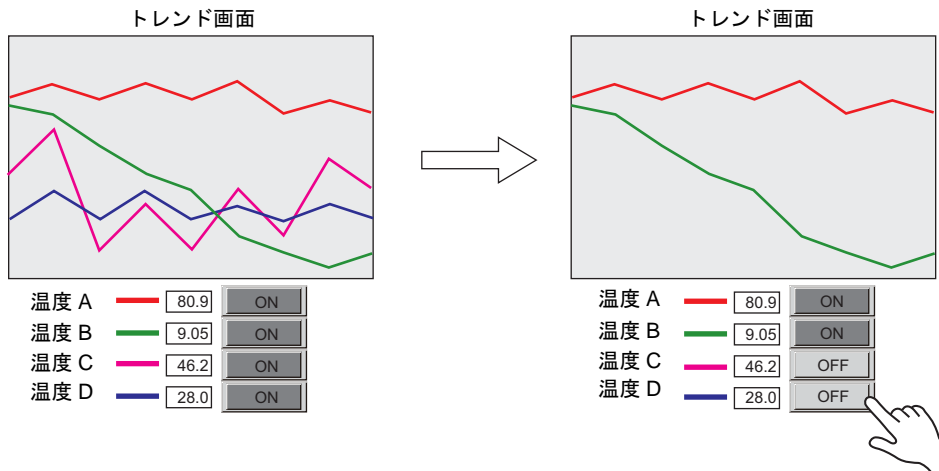 トレンド画面
温度 A 80.9 ON
温度 B 9.05 ON
温度 C 46.2 ON
温度 D 28.0 ON
トレンド画面
温度 A 80.9 ON
温度 B 9.05 ON
温度 C 46.2 OFF
温度 D 28.0 OFF